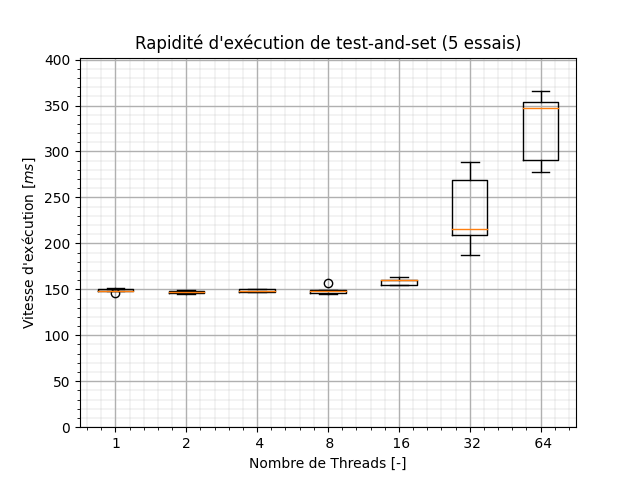 Rapidité d'exécution de test-and-set (5 essais)
400
350
300
250
200
150
100
50
0
Vitesse d'exécution [ms]
1 2 4 8 16 32 64
Nombre de Threads [-]